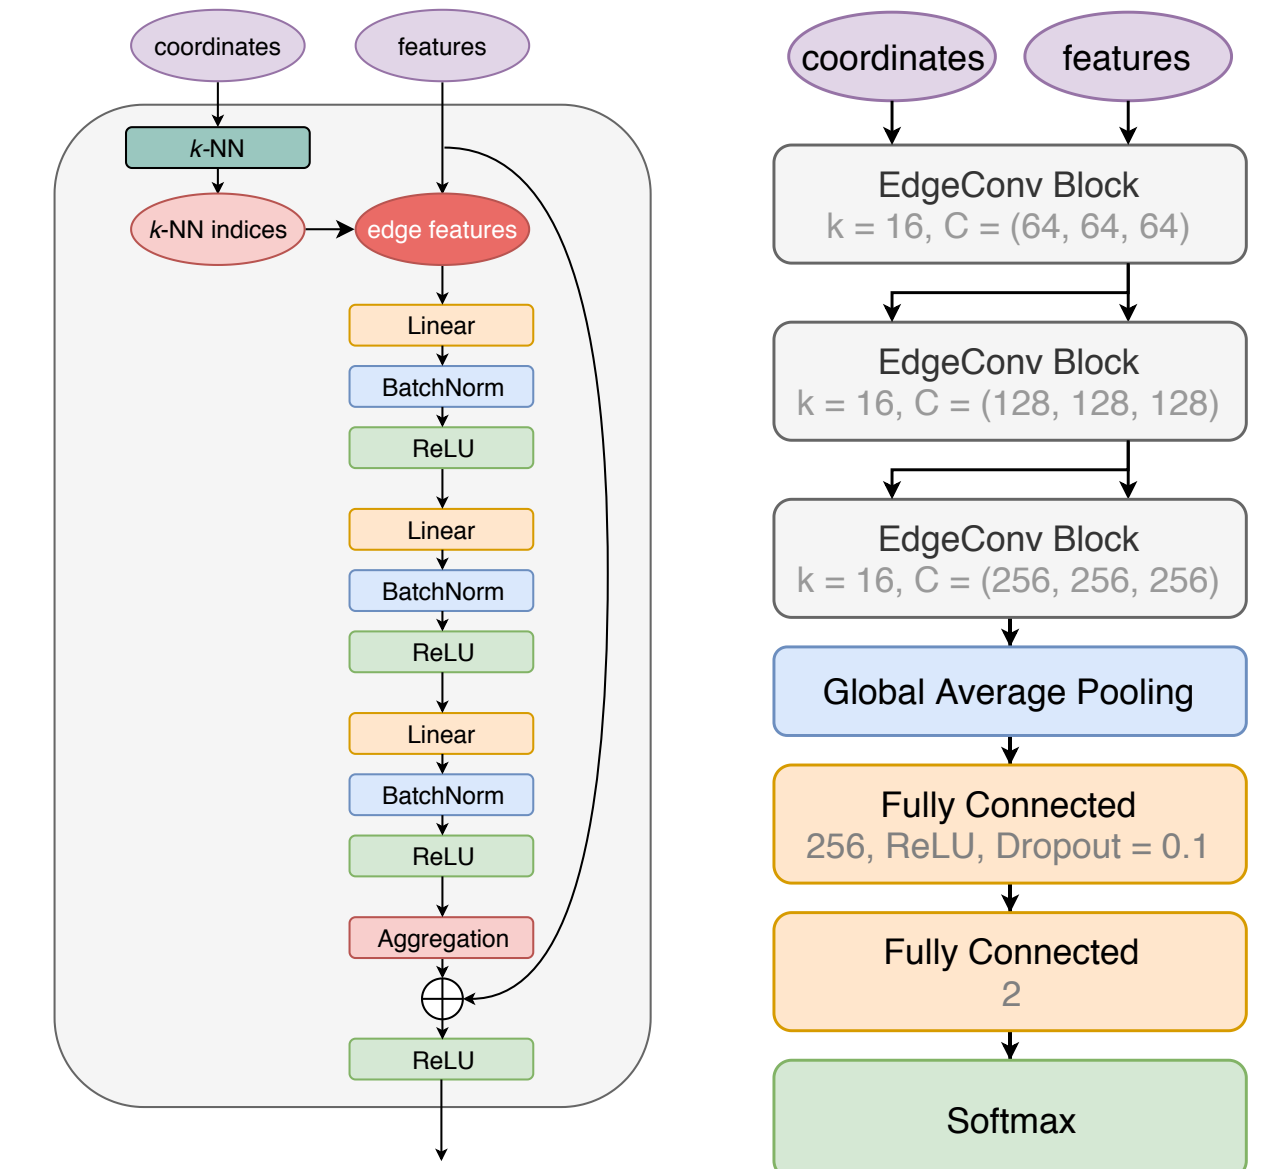 coordinates
features
k-NN
k-NN indices
edge features
Linear
BatchNorm
ReLU
Linear
BatchNorm
ReLU
Linear
BatchNorm
ReLU
Aggregation
ReLU
coordinates
features
EdgeConv Block
k = 16, C = (64, 64, 64)
EdgeConv Block
k = 16, C = (128, 128, 128)
EdgeConv Block
k = 16, C = (256, 256, 256)
Global Average Pooling
Fully Connected
256, ReLU, Dropout = 0.1
Fully Connected
2
Softmax